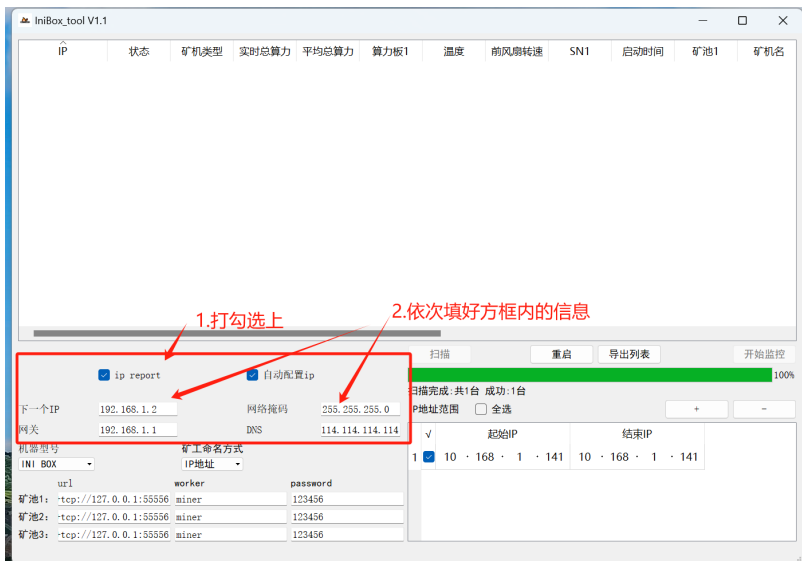 IniBox_tool V1.1
IP 状态 矿机类型 实时总算力 平均总算力 算力板1 温度 前风扇转速 SN1 启动时间 矿池1 矿机名
1.打勾选上
2.依次填好方框内的信息
扫描 重启 导出列表 开始监控
ip report 自动配置ip
100%
扫描完成:共1台 成功:1台
下一个IP 192.168.1.2 网络掩码 255.255.255.0
IP地址范围 全选 + -
网关 192.168.1.1 DNS 114.114.114.114
√ 起始IP 结束IP
机器型号 矿工命名方式
1 10 · 168 · 1 · 141 10 · 168 · 1 · 141
INI BOX IP地址
url worker password
矿池1: tcp://127.0.0.1:55556 miner 123456
矿池2: tcp://127.0.0.1:55556 miner 123456
矿池3: tcp://127.0.0.1:55556 miner 123456